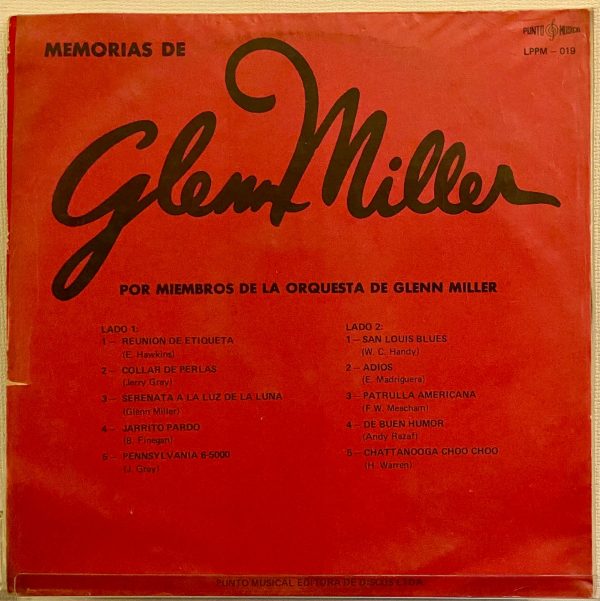 MEMORIAS DE
PUNTO MUSICAL
LPPM - 019
Glenn Miller
POR MIEMBROS DE LA ORQUESTA DE GLENN MILLER
LADO 1:
1 - REUNION DE ETIQUETA
(E. Hawkins)
2 - COLLAR DE PERLAS
(Jerry Gray)
3 - SERENATA A LA LUZ DE LA LUNA
(Glenn Miller)
4 - JARRITO PARDO
(B. Finegan)
5 - PENNSYLVANIA 6-5000
(J. Gray)
LADO 2:
1 - SAN LOUIS BLUES
(W. C. Handy)
2 - ADIOS
(E. Madriguera)
3 - PATRULLA AMERICANA
(F.W. Meacham)
4 - DE BUEN HUMOR
(Andy Razaf)
5 - CHATTANOOGA CHOO CHOO
(H. Warren)
PUNTO MUSICAL EDITORA DE DISCOS LTDA